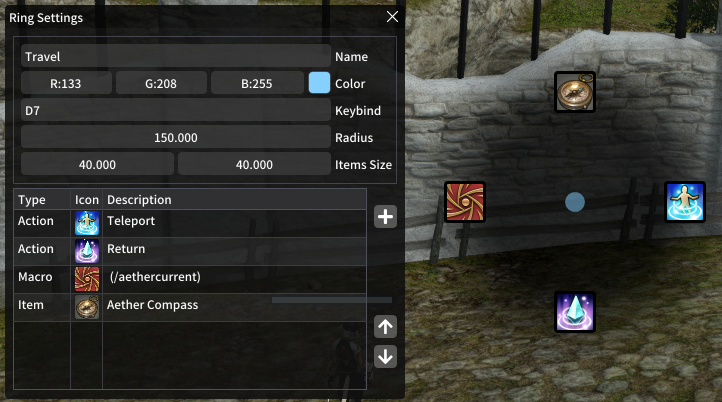 Ring Settings
Travel Name
R:133 G:208 B:255 Color
D7 Keybind
150.000 Radius
40.000 40.000 Items Size
Type Icon Description
Action Teleport
Action Return
Macro (/aethercurrent)
Item Aether Compass